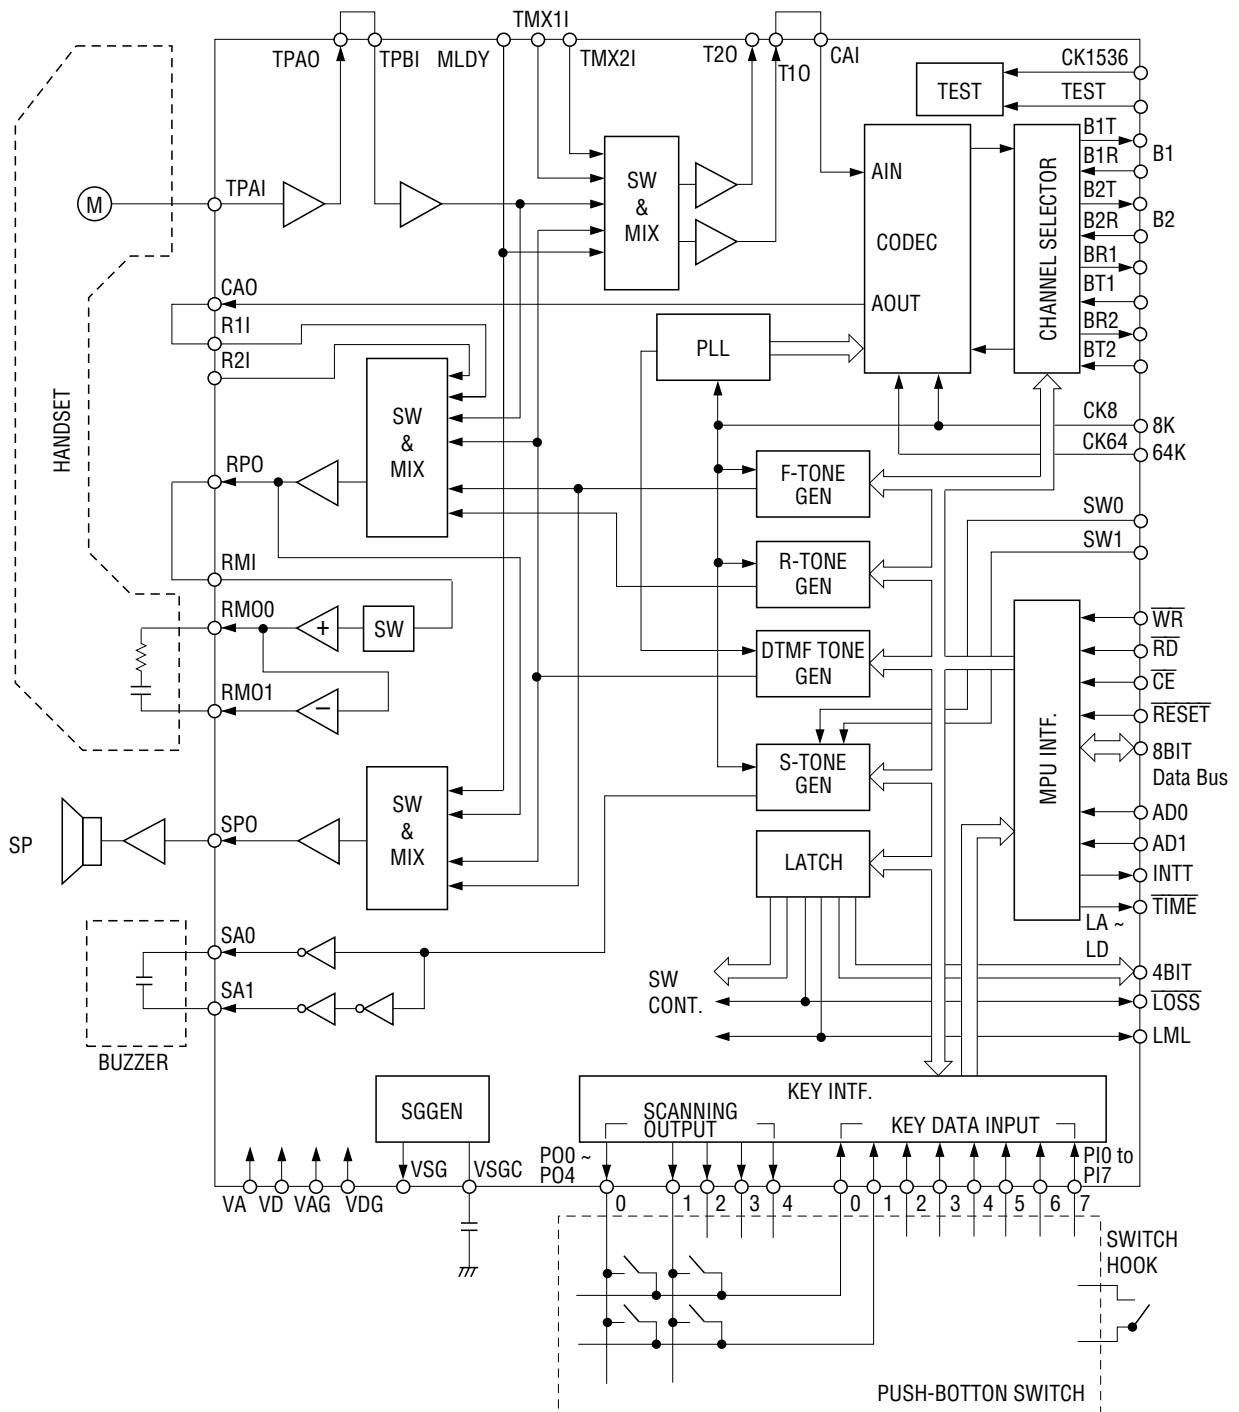 TMX1I
TPAO
TPBI
MLDY
TMX2I
T2O
T1O
CAI
CK1536
TEST
TEST
B1T
B1
B1R
B2T
B2
B2R
BR1
BT1
BR2
BT2
CHANNEL SELECTOR
AIN
CODEC
AOUT
SW
&
MIX
M
TPAI
CAO
R1I
R2I
HANDSET
PLL
SW
&
MIX
CK8
8K
CK64
64K
RPO
F-TONE
GEN
SW0
SW1
RMI
R-TONE
GEN
RMO0
+
SW
WR
RD
DTMF TONE
GEN
CE
RMO1
−
RESET
MPU INTF.
8BIT
Data Bus
S-TONE
GEN
SP
SPO
SW
&
MIX
LATCH
AD0
AD1
INTT
TIME
LA ~
LD
SA0
SA1
BUZZER
SW
CONT.
4BIT
LOSS
LML
SGGEN
KEY INTF.
SCANNING
OUTPUT
KEY DATA INPUT
PO0 ~
PO4
PI0 to
PI7
VA
VD
VAG
VDG
VSG
VSGC
0 1 2 3 4 0 1 2 3 4 5 6 7
SWITCH
HOOK
PUSH-BOTTON SWITCH